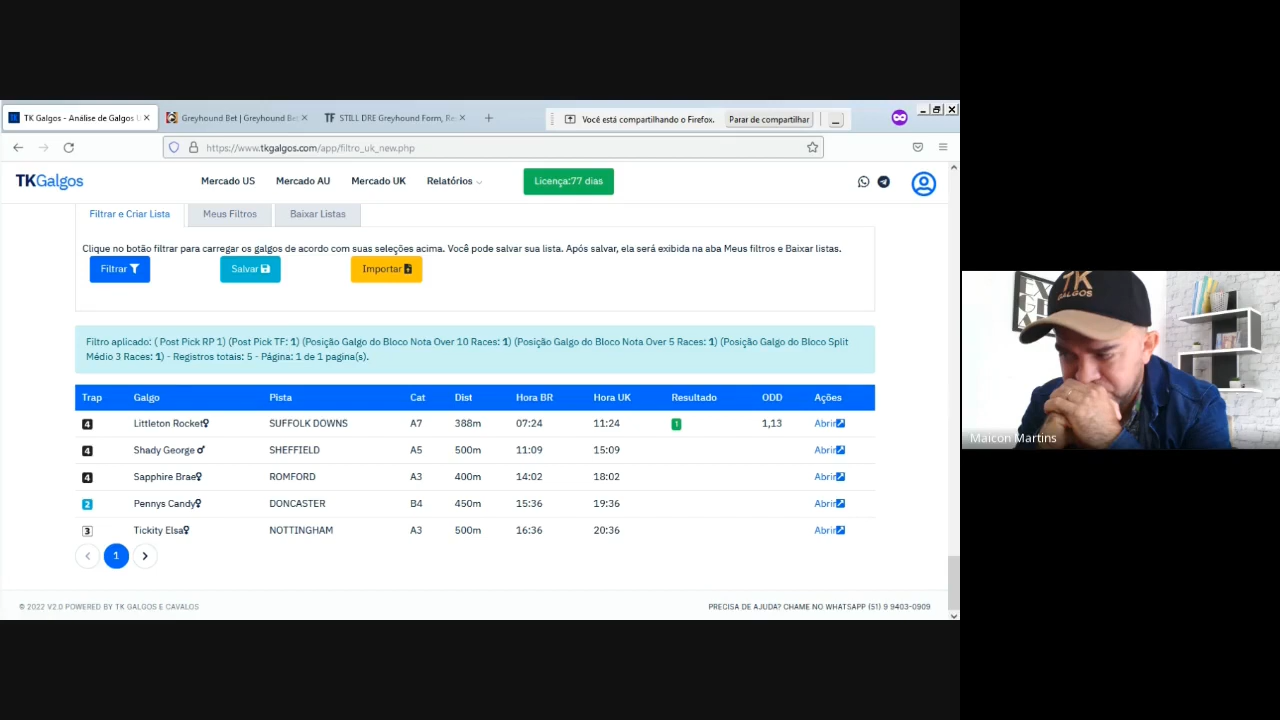 TK Galgos - Análise de Galgos
Greyhound Bet | Greyhound Be
TF STILL DRE Greyhound Form, Re
Você está compartilhando o Firefox.
Parar de compartilhar
https://www.tkgalgos.com/app/filtro_uk_new.php
TKGalgos
Mercado US
Mercado AU
Mercado UK
Relatórios
Licença:77 dias
Filtrar e Criar Lista
Meus Filtros
Baixar Listas
Clique no botão filtrar para carregar os galgos de acordo com suas seleções acima. Você pode salvar sua lista. Após salvar, ela será exibida na aba Meus filtros e Baixar listas.
Filtrar
Salvar
Importar
Filtro aplicado: ( Post Pick RP 1) (Post Pick TF: 1) (Posição Galgo do Bloco Nota Over 10 Races: 1) (Posição Galgo do Bloco Nota Over 5 Races: 1) (Posição Galgo do Bloco Split
Médio 3 Races: 1) - Registros totais: 5 - Página: 1 de 1 pagina(s).
Trap Galgo Pista Cat Dist Hora BR Hora UK Resultado ODD Ações
4 Littleton Rocket♀ SUFFOLK DOWNS A7 388m 07:24 11:24 1 1,13 Abrir
4 Shady George ♂ SHEFFIELD A5 500m 11:09 15:09 Abrir
4 Sapphire Brae♀ ROMFORD A3 400m 14:02 18:02 Abrir
2 Pennys Candy♀ DONCASTER B4 450m 15:36 19:36 Abrir
3 Tickity Elsa♀ NOTTINGHAM A3 500m 16:36 20:36 Abrir
1
© 2022 V2.0 POWERED BY TK GALGOS E CAVALOS
PRECISA DE AJUDA? CHAME NO WHATSAPP (51) 9 9403-0909
TK
GALGOS
Maicon Martins